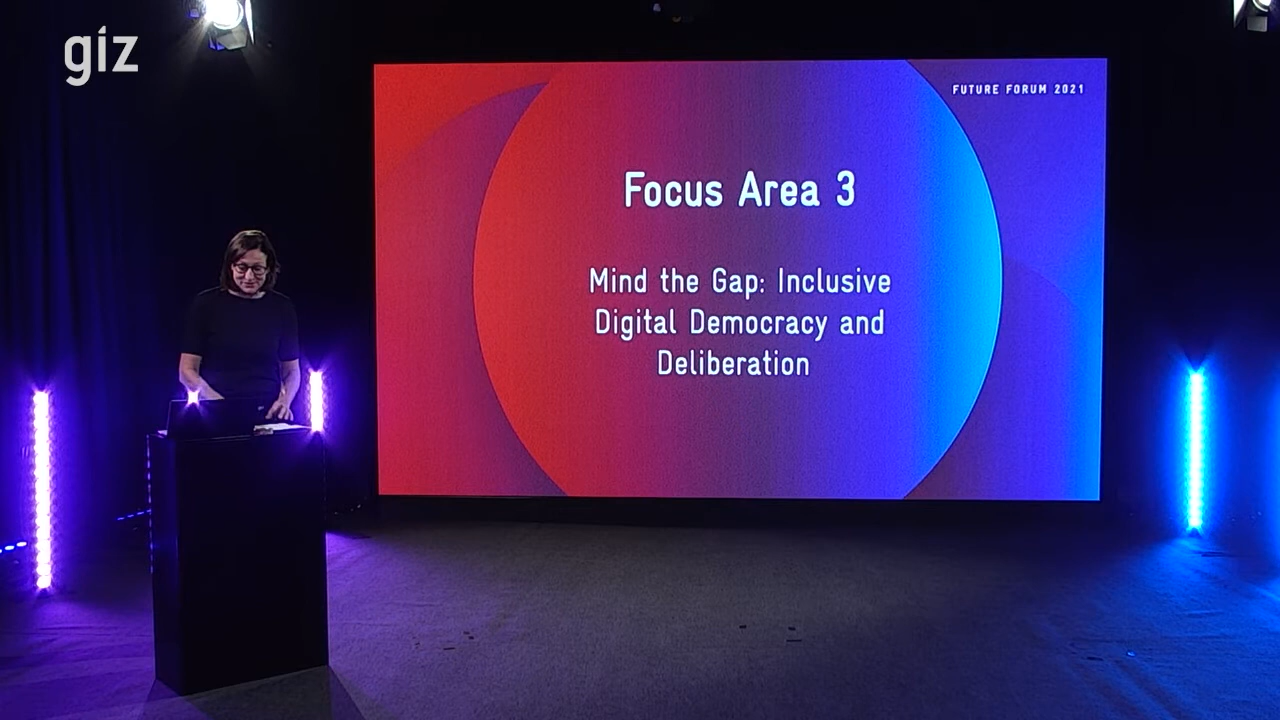 giz
FUTURE FORUM 2021
Focus Area 3
Mind the Gap: Inclusive
Digital Democracy and
Deliberation